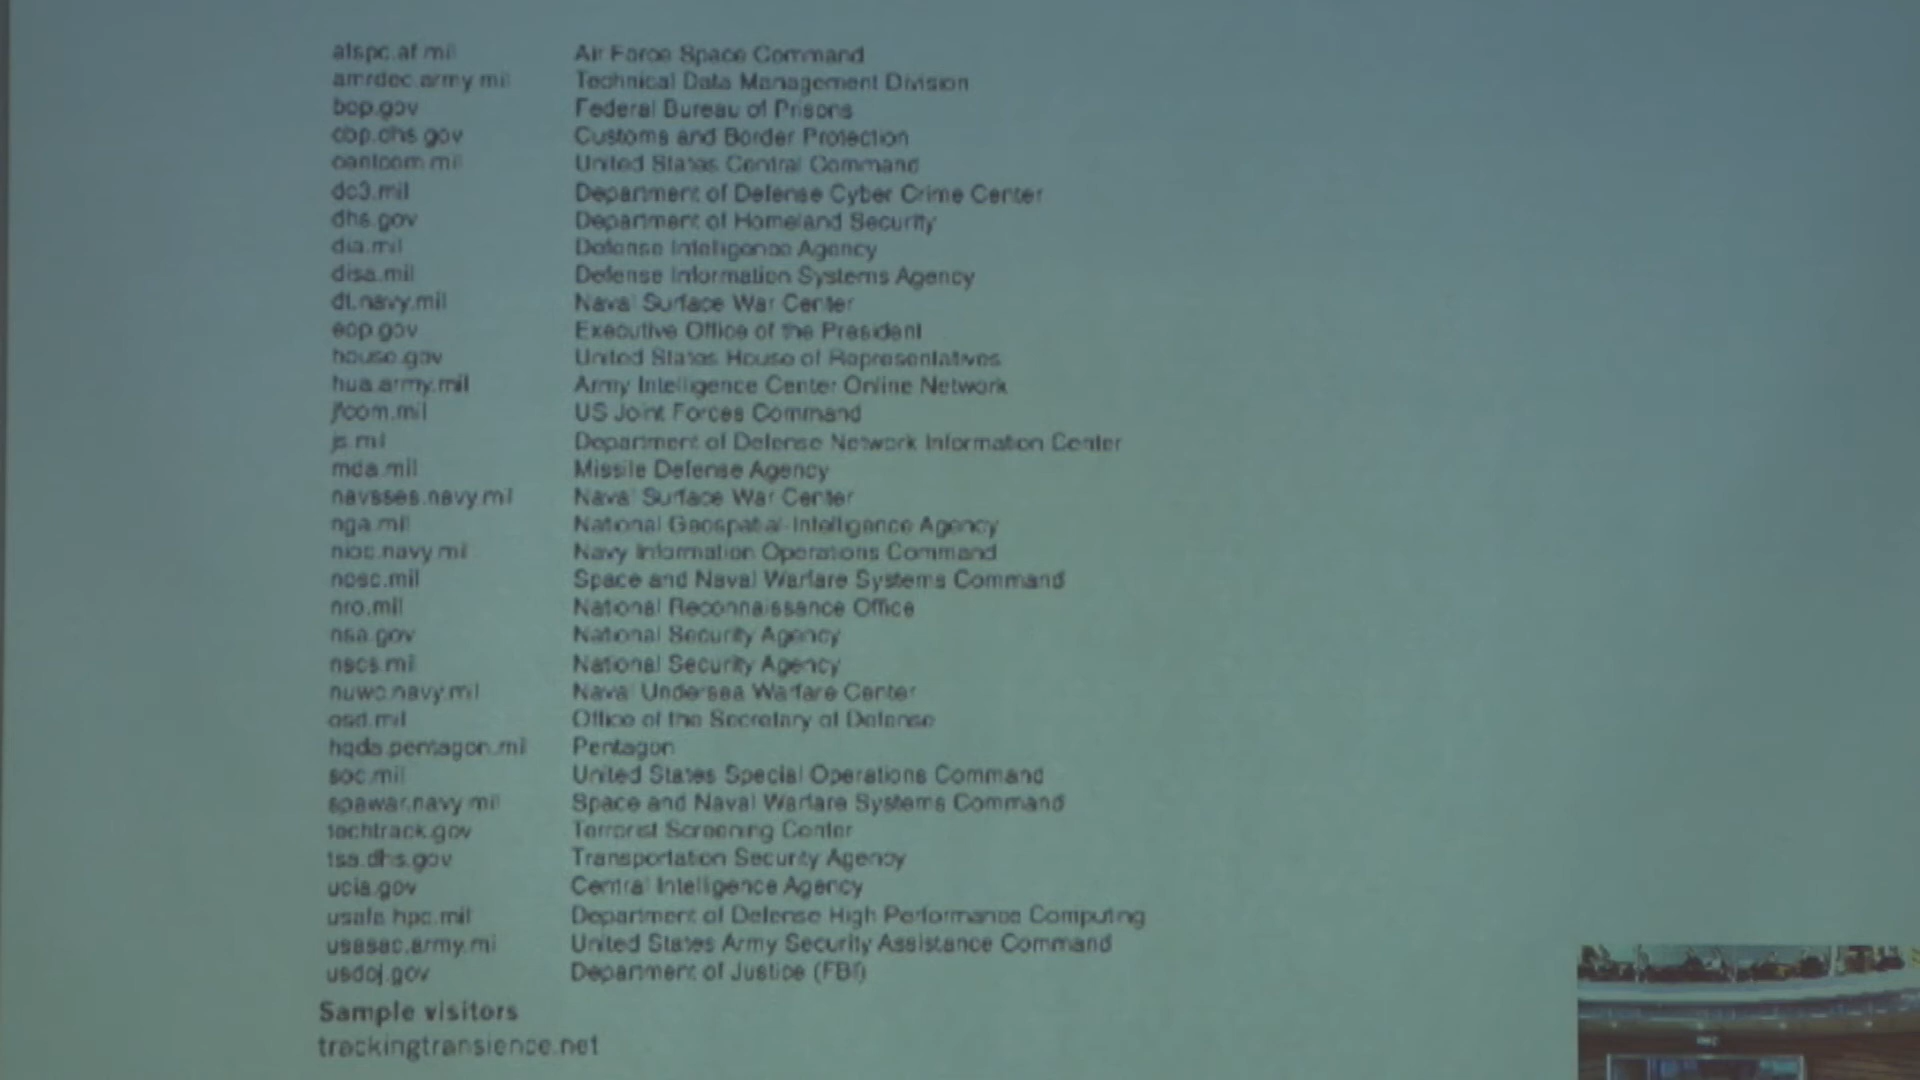 afspc.af.mil Air Force Space Command
amrdec.army.mil Technical Data Management Division
bop.gov Federal Bureau of Prisons
cbp.dhs.gov Customs and Border Protection
centcom.mil United States Central Command
dc3.mil Department of Defense Cyber Crime Center
dhs.gov Department of Homeland Security
dia.mil Defense Intelligence Agency
disa.mil Defense Information Systems Agency
dt.navy.mil Naval Surface War Center
eop.gov Executive Office of the President
house.gov United States House of Representatives
hua.army.mil Army Intelligence Center Online Network
jfcom.mil US Joint Forces Command
js.mil Department of Defense Network Information Center
mda.mil Missile Defense Agency
navsses.navy.mil Naval Surface War Center
nga.mil National Geospatial-Intelligence Agency
nioc.navy.mil Navy Information Operations Command
nosc.mil Space and Naval Warfare Systems Command
nro.mil National Reconnaissance Office
nsa.gov National Security Agency
nscs.mil National Security Agency
nuwc.navy.mil Naval Undersea Warfare Center
osd.mil Office of the Secretary of Defense
hqda.pentagon.mil Pentagon
soc.mil United States Special Operations Command
spawar.navy.mil Space and Naval Warfare Systems Command
techtrack.gov Terrorist Screening Center
tsa.dhs.gov Transportation Security Agency
ucia.gov Central Intelligence Agency
usafa.hpc.mil Department of Defense High Performance Computing
usasac.army.mil United States Army Security Assistance Command
usdoj.gov Department of Justice (FBI)
Sample visitors
trackingtransience.net